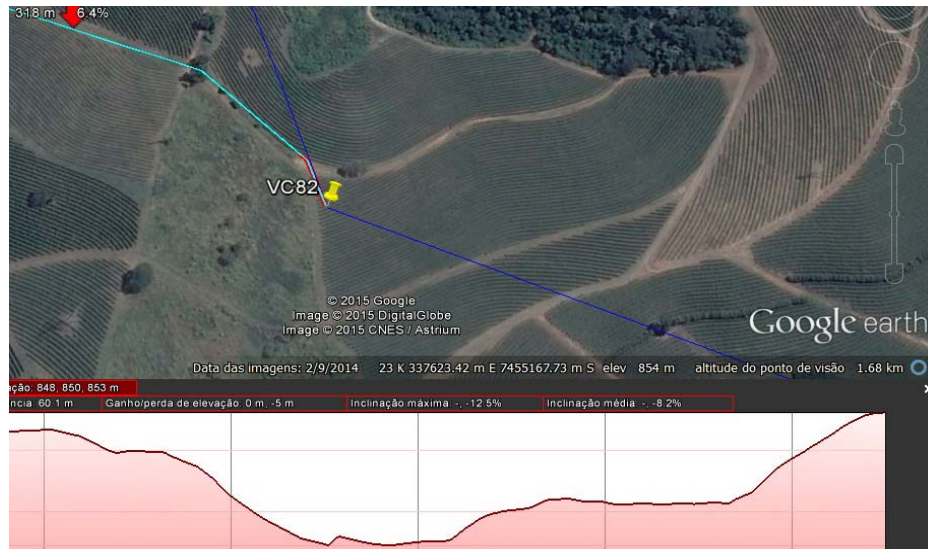 318 m 6.4%
VC82
© 2015 Google
Image © 2015 DigitalGlobe
Image © 2015 CNES / Astrium
Google earth
Data das imagens: 2/9/2014 23 K 337623.42 m E 7455167.73 m S elev 854 m altitude do ponto de visão 1.68 km
ação: 848, 850, 853 m
ância: 60.1 m Ganho/perda de elevação: 0 m, -5 m Inclinação máxima: -, -12.5% Inclinação média: -, -8.2%